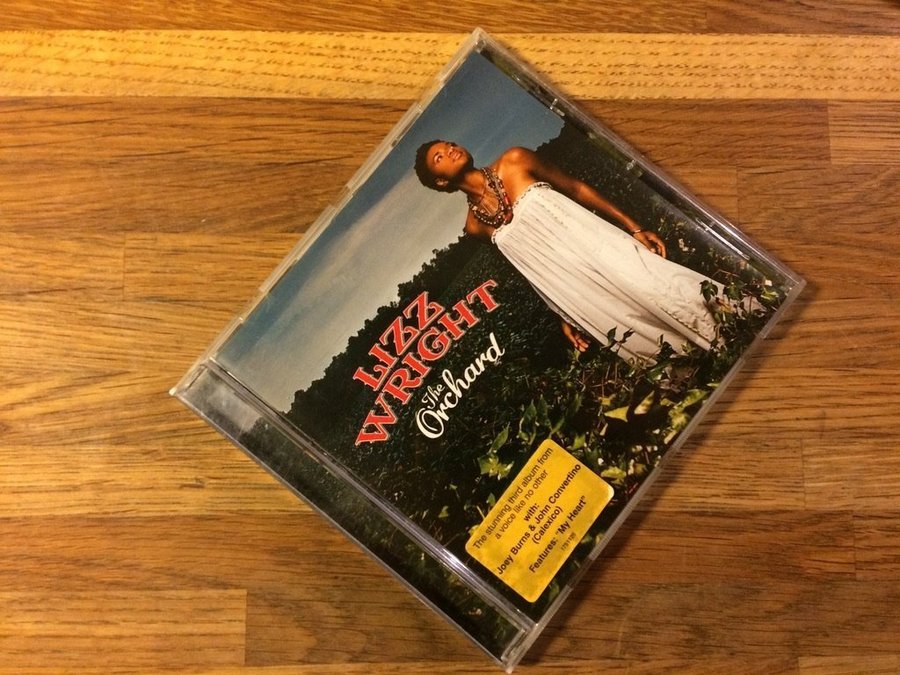 LIZZ
WRIGHT
The
Orchard
The stunning third album from
a voice like no other
with:
Joey Burns & John Convertino
(Calexico)
Features: "My Heart"